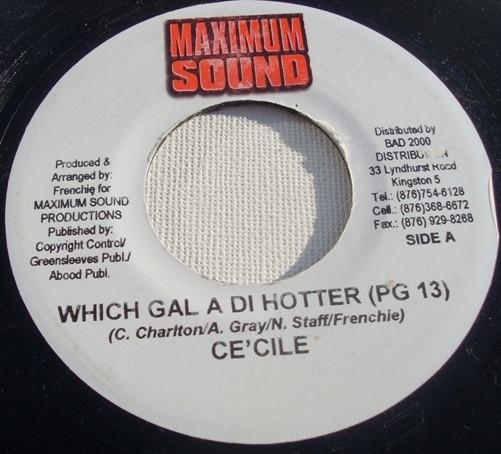 MAXIMUM
SOUND
Produced &
Arranged by:
Frenchie for
MAXIMUM SOUND
PRODUCTIONS
Published by:
Copyright Control/
Greensleeves Publ./
Abood Publ.
Distributed by
BAD 2000
33 Lyndhurst Road
Kingston 5
Tel.: (876)754-6128
Cell.: (876)368-6672
Fax.: (876) 929-8268
SIDE A
WHICH GAL A DI HOTTER (PG 13)
(C. Charlton/A. Gray/N. Staff/Frenchie)
CE'CILE